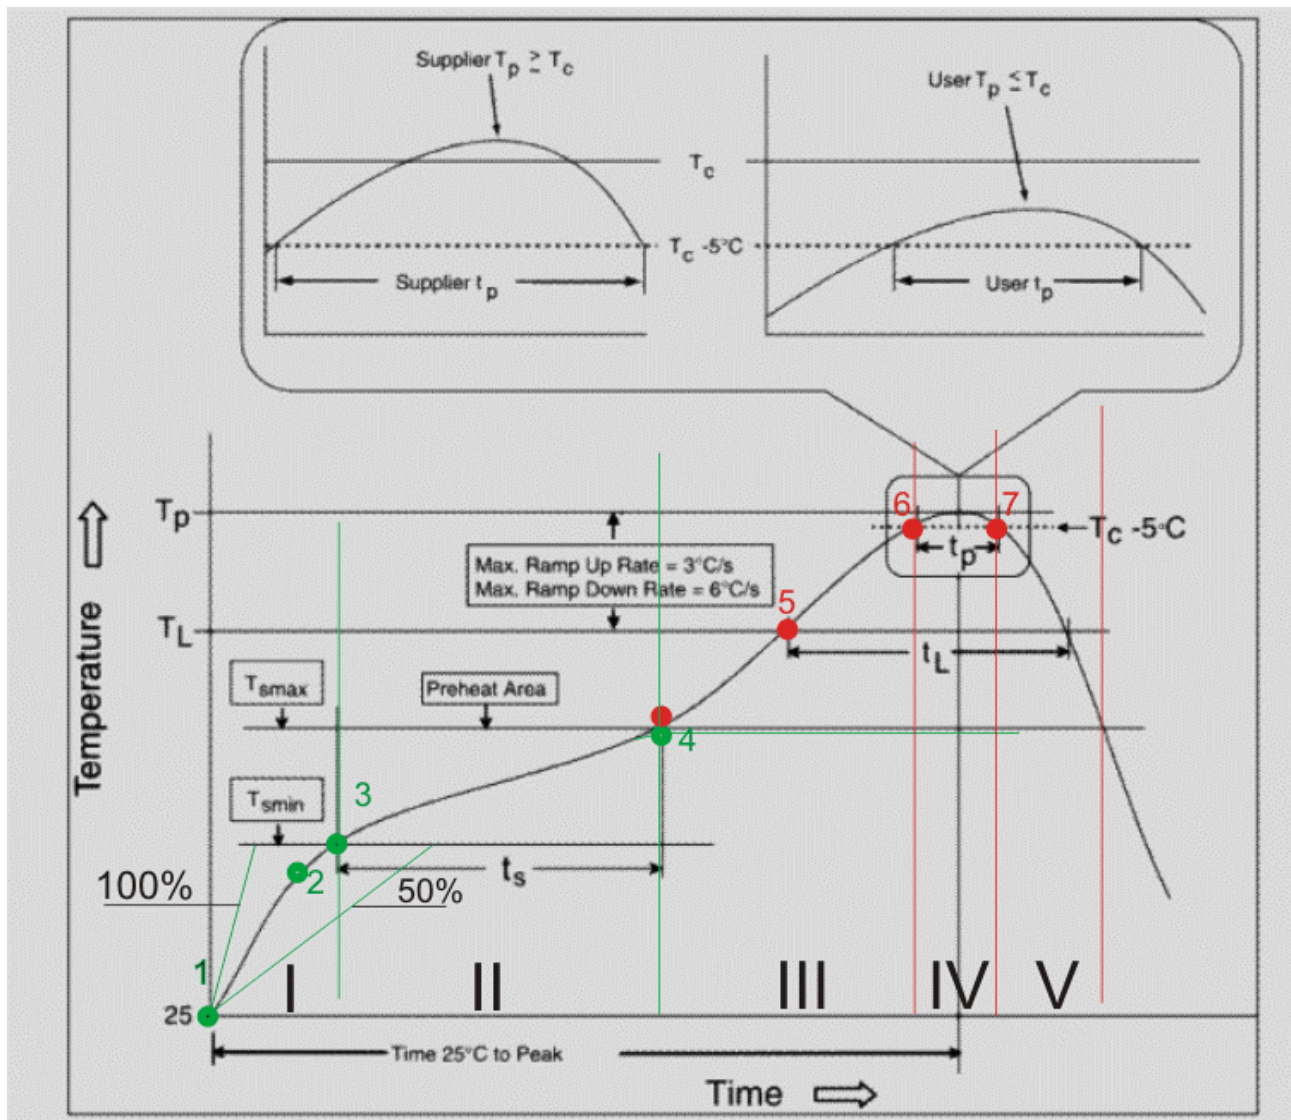 Supplier Tp ≥ Tc
User Tp ≤ Tc
Tc
Tc -5°C
Supplier tp
User tp
Tp
6
7
Tc -5°C
tp
Max. Ramp Up Rate = 3°C/s
Max. Ramp Down Rate = 6°C/s
5
TL
tL
Tsmax
Preheat Area
4
Tsmin
3
ts
2
100%
50%
1
I
II
III
IV
V
25
Time 25°C to Peak
Temperature
Time